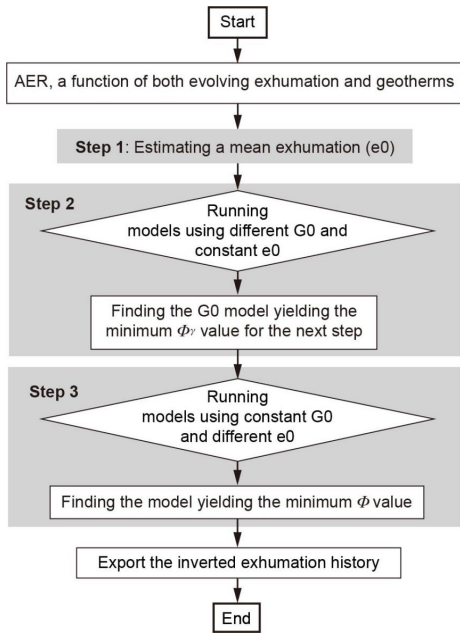 Start
AER, a function of both evolving exhumation and geotherms
Step 1: Estimating a mean exhumation (e0)
Step 2
Running
models using different G0 and
constant e0
Finding the G0 model yielding the
minimum Φγ value for the next step
Step 3
Running
models using constant G0
and different e0
Finding the model yielding the minimum Φ value
Export the inverted exhumation history
End